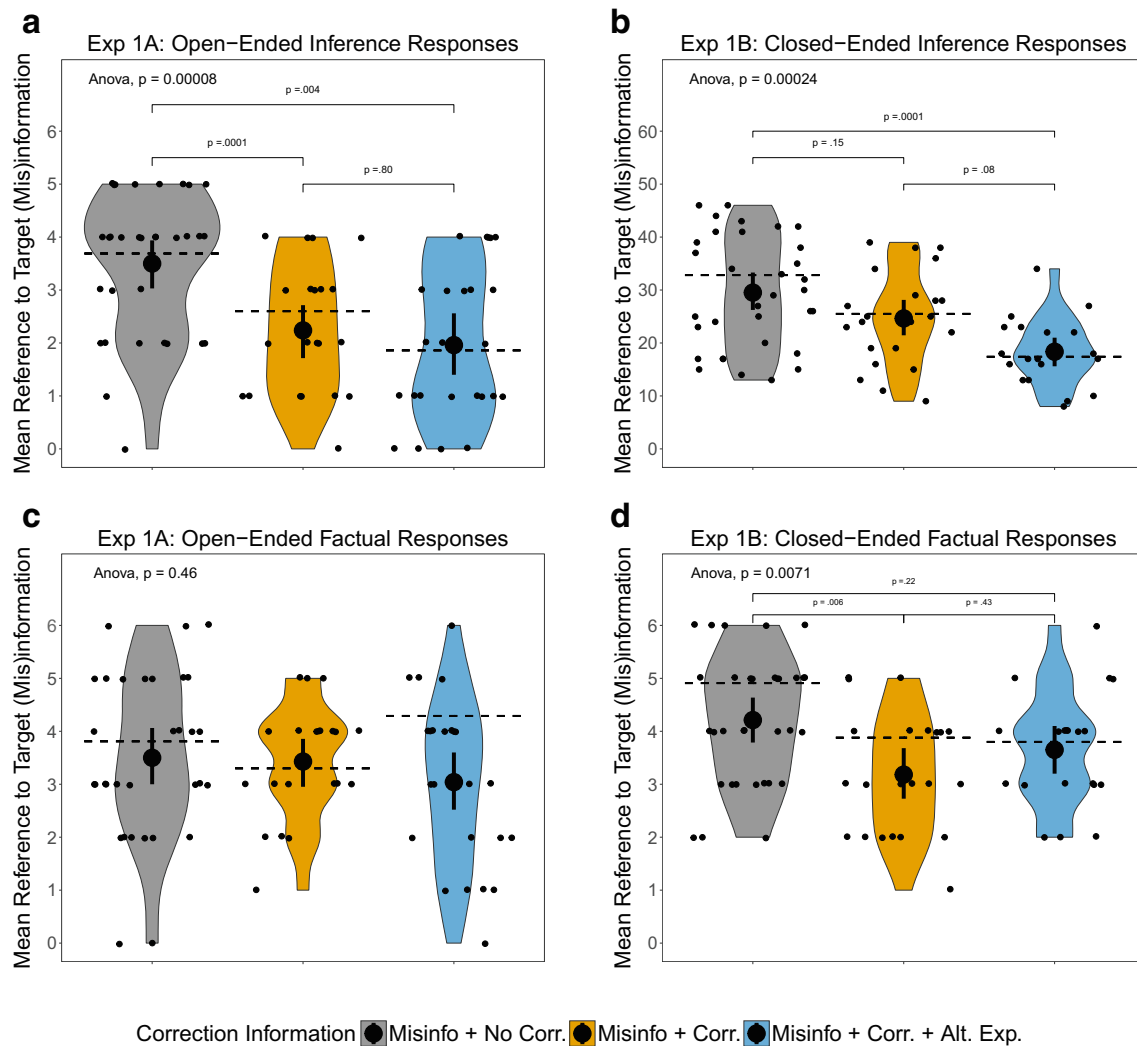 a
Exp 1A: Open−Ended Inference Responses
Anova, p = 0.00008
p =.004
p =.0001
p =.80
Mean Reference to Target (Mis)information
6
5
4
3
2
1
0
b
Exp 1B: Closed−Ended Inference Responses
Anova, p = 0.00024
p =.0001
p = .15
p = .08
Mean Reference to Target (Mis)information
60
50
40
30
20
10
0
c
Exp 1A: Open−Ended Factual Responses
Anova, p = 0.46
Mean Reference to Target (Mis)information
6
5
4
3
2
1
0
d
Exp 1B: Closed−Ended Factual Responses
Anova, p = 0.0071
p =.22
p = .006
p =.43
Mean Reference to Target (Mis)information
6
5
4
3
2
1
0
Correction Information Misinfo + No Corr. Misinfo + Corr. Misinfo + Corr. + Alt. Exp.